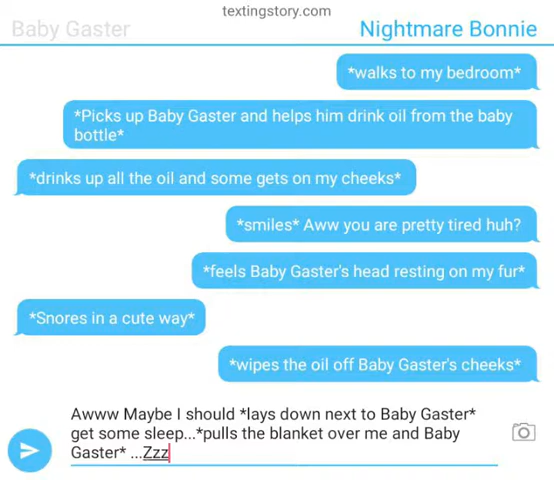 textingstory.com
Baby Gaster
Nightmare Bonnie
*walks to my bedroom*
*Picks up Baby Gaster and helps him drink oil from the baby
bottle*
*drinks up all the oil and some gets on my cheeks*
*smiles* Aww you are pretty tired huh?
*feels Baby Gaster's head resting on my fur*
*Snores in a cute way*
*wipes the oil off Baby Gaster's cheeks*
Awww Maybe I should *lays down next to Baby Gaster*
get some sleep...*pulls the blanket over me and Baby
Gaster* ...Zzz